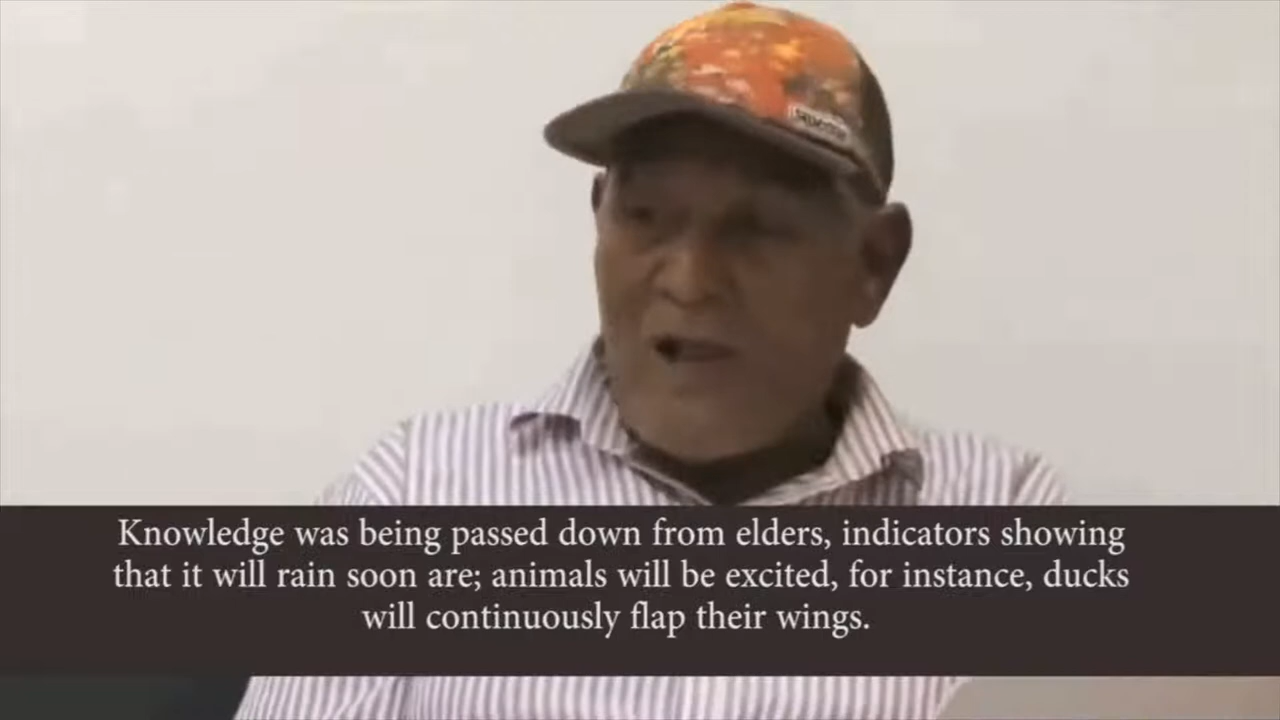 Knowledge was being passed down from elders, indicators showing
that it will rain soon are; animals will be excited, for instance, ducks
will continuously flap their wings.